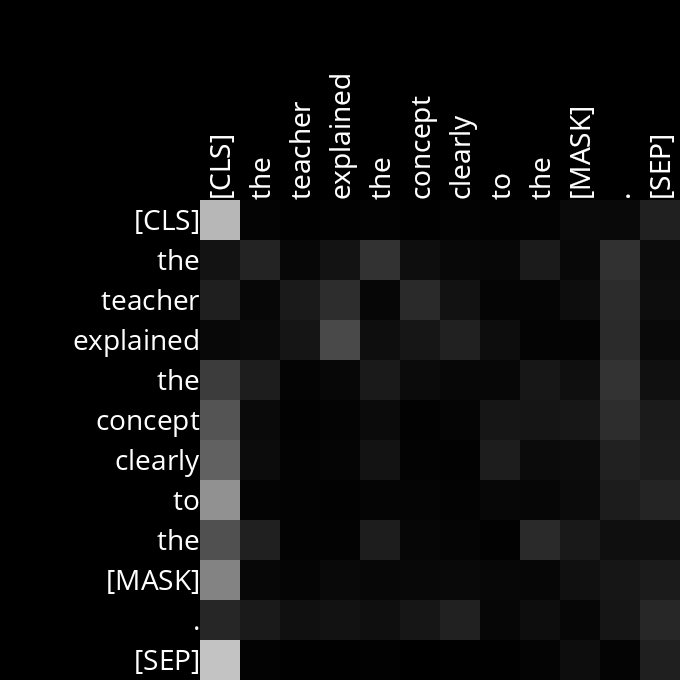 [CLS]
the
teacher
explained
the
concept
clearly
to
the
[MASK]
.
[SEP]
[CLS]
the
teacher
explained
the
concept
clearly
to
the
[MASK]
.
[SEP]